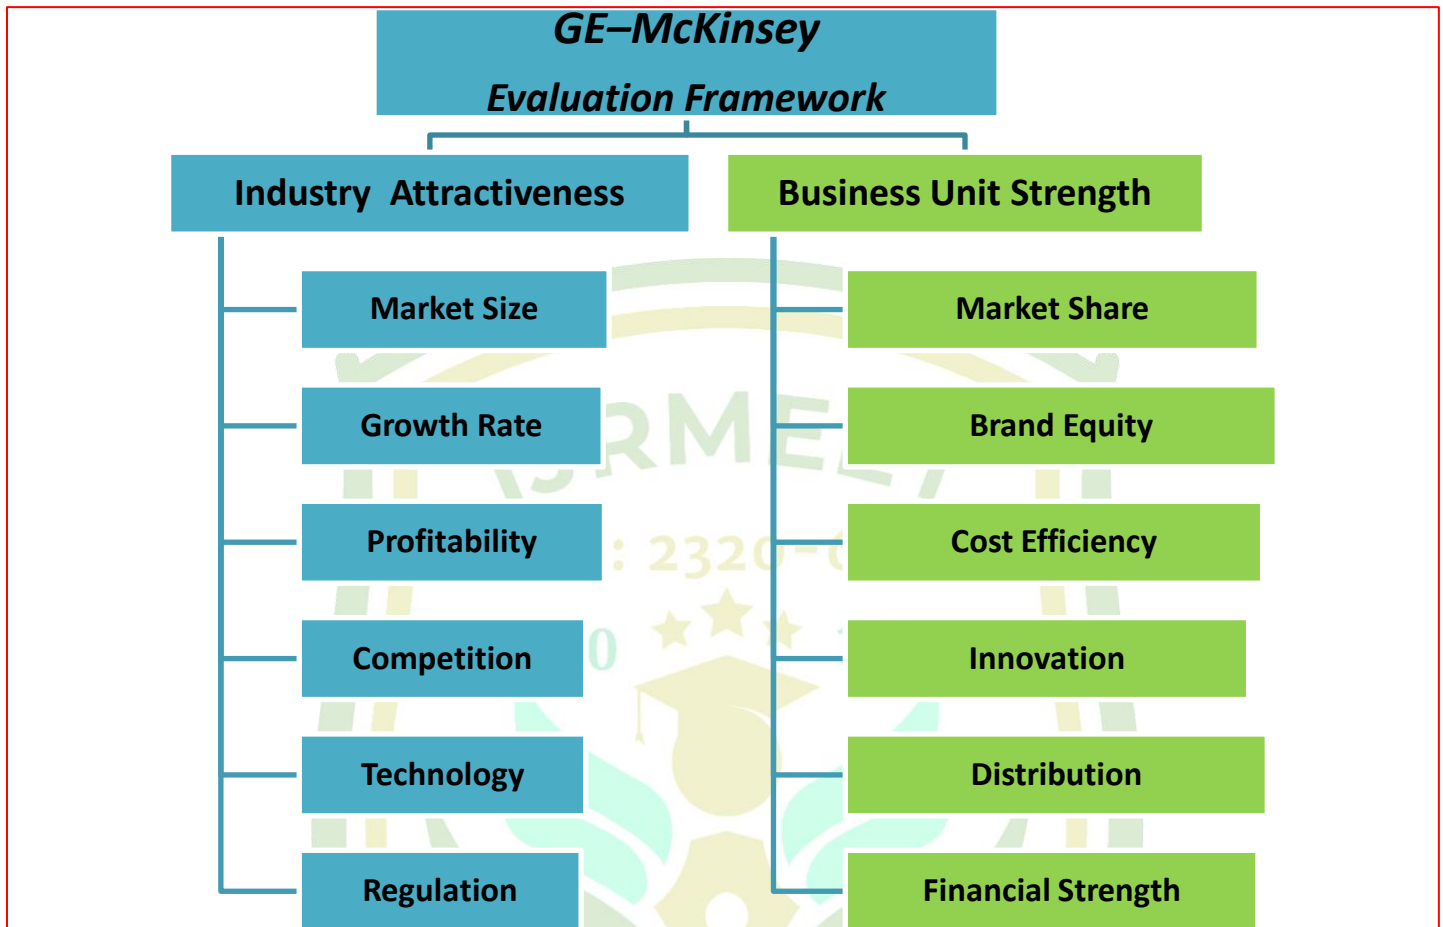 GE–McKinsey
Evaluation Framework
Industry Attractiveness
Business Unit Strength
Market Size
Market Share
Growth Rate
Brand Equity
Profitability
Cost Efficiency
Competition
Innovation
Technology
Distribution
Regulation
Financial Strength
: 2320-